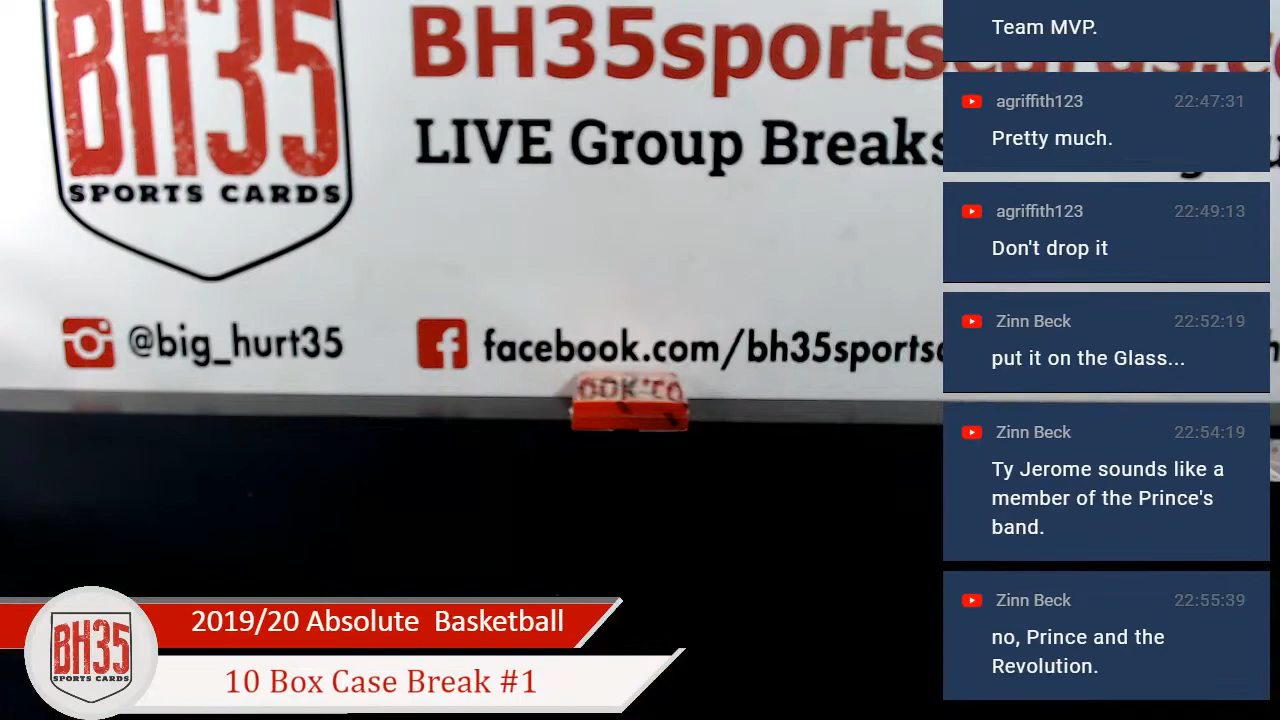 BH35
SPORTS CARDS
BH35sportscards.c
LIVE Group Breaks
@big_hurt35
facebook.com/bh35sportsc
Team MVP.
agriffith123 22:47:31
Pretty much.
agriffith123 22:49:13
Don't drop it
Zinn Beck 22:52:19
put it on the Glass...
Zinn Beck 22:54:19
Ty Jerome sounds like a
member of the Prince's
band.
Zinn Beck 22:55:39
no, Prince and the
Revolution.
2019/20 Absolute Basketball
10 Box Case Break #1
BH35
SPORTS CARDS